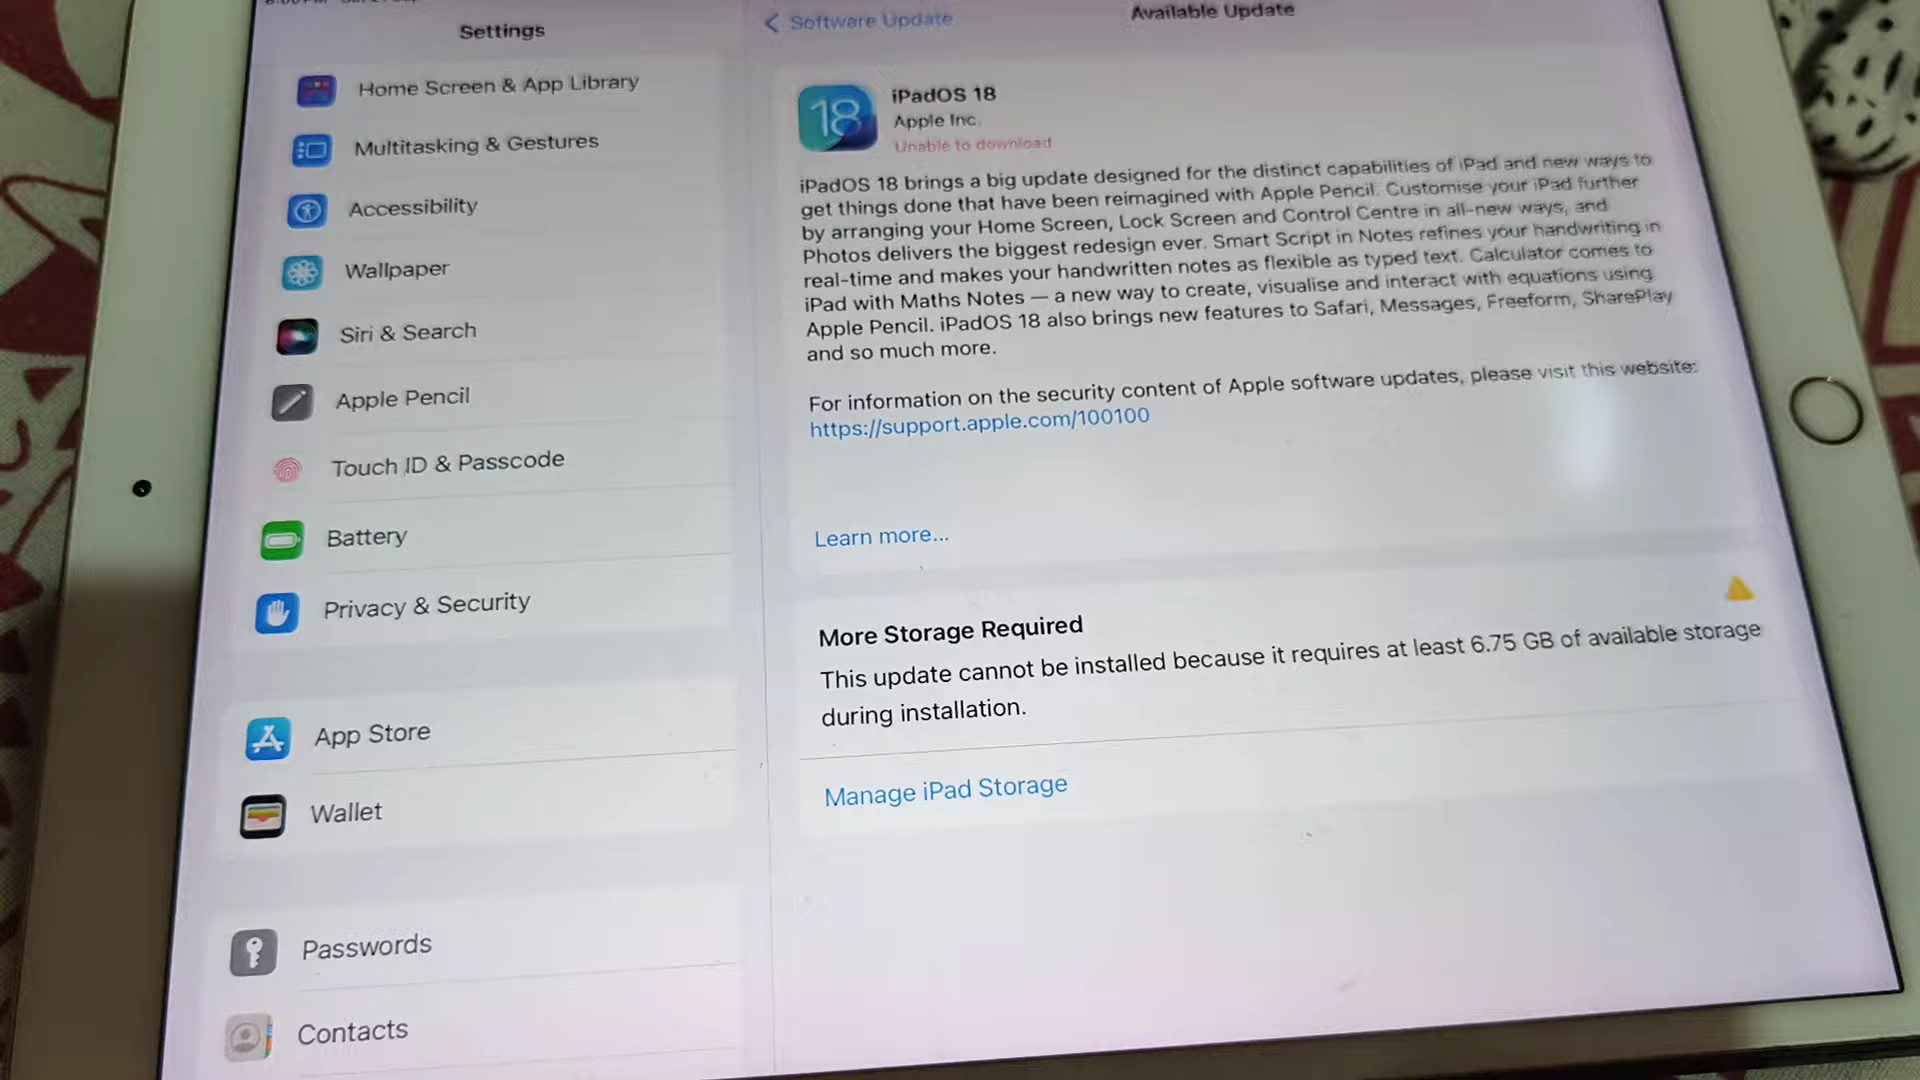 Settings
Home Screen & App Library
Multitasking & Gestures
Accessibility
Wallpaper
Siri & Search
Apple Pencil
Touch ID & Passcode
Battery
Privacy & Security
App Store
Wallet
Passwords
Contacts
Software Update
Available Update
18
iPadOS 18
Apple Inc.
Unable to download
iPadOS 18 brings a big update designed for the distinct capabilities of iPad and new ways to
get things done that have been reimagined with Apple Pencil. Customise your iPad further
by arranging your Home Screen, Lock Screen and Control Centre in all-new ways, and
Photos delivers the biggest redesign ever. Smart Script in Notes refines your handwriting in
real-time and makes your handwritten notes as flexible as typed text. Calculator comes to
iPad with Maths Notes — a new way to create, visualise and interact with equations using
Apple Pencil. iPadOS 18 also brings new features to Safari, Messages, Freeform, SharePlay
and so much more.
For information on the security content of Apple software updates, please visit this website:
https://support.apple.com/100100
Learn more...
More Storage Required
This update cannot be installed because it requires at least 6.75 GB of available storage
during installation.
Manage iPad Storage